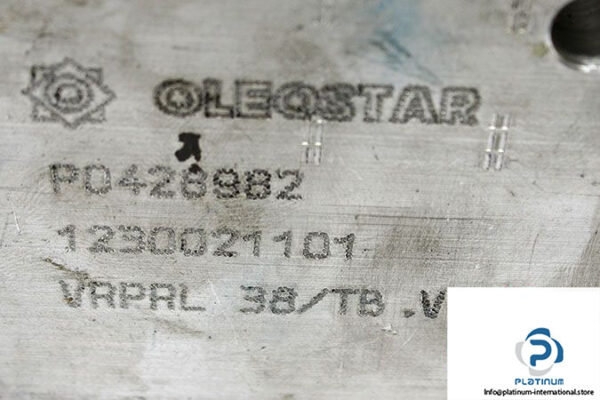 OLEOSTAR
P0428982
1230021101
VRPRL 38/TB .V
PLATINUM
Info@platinum-international.store